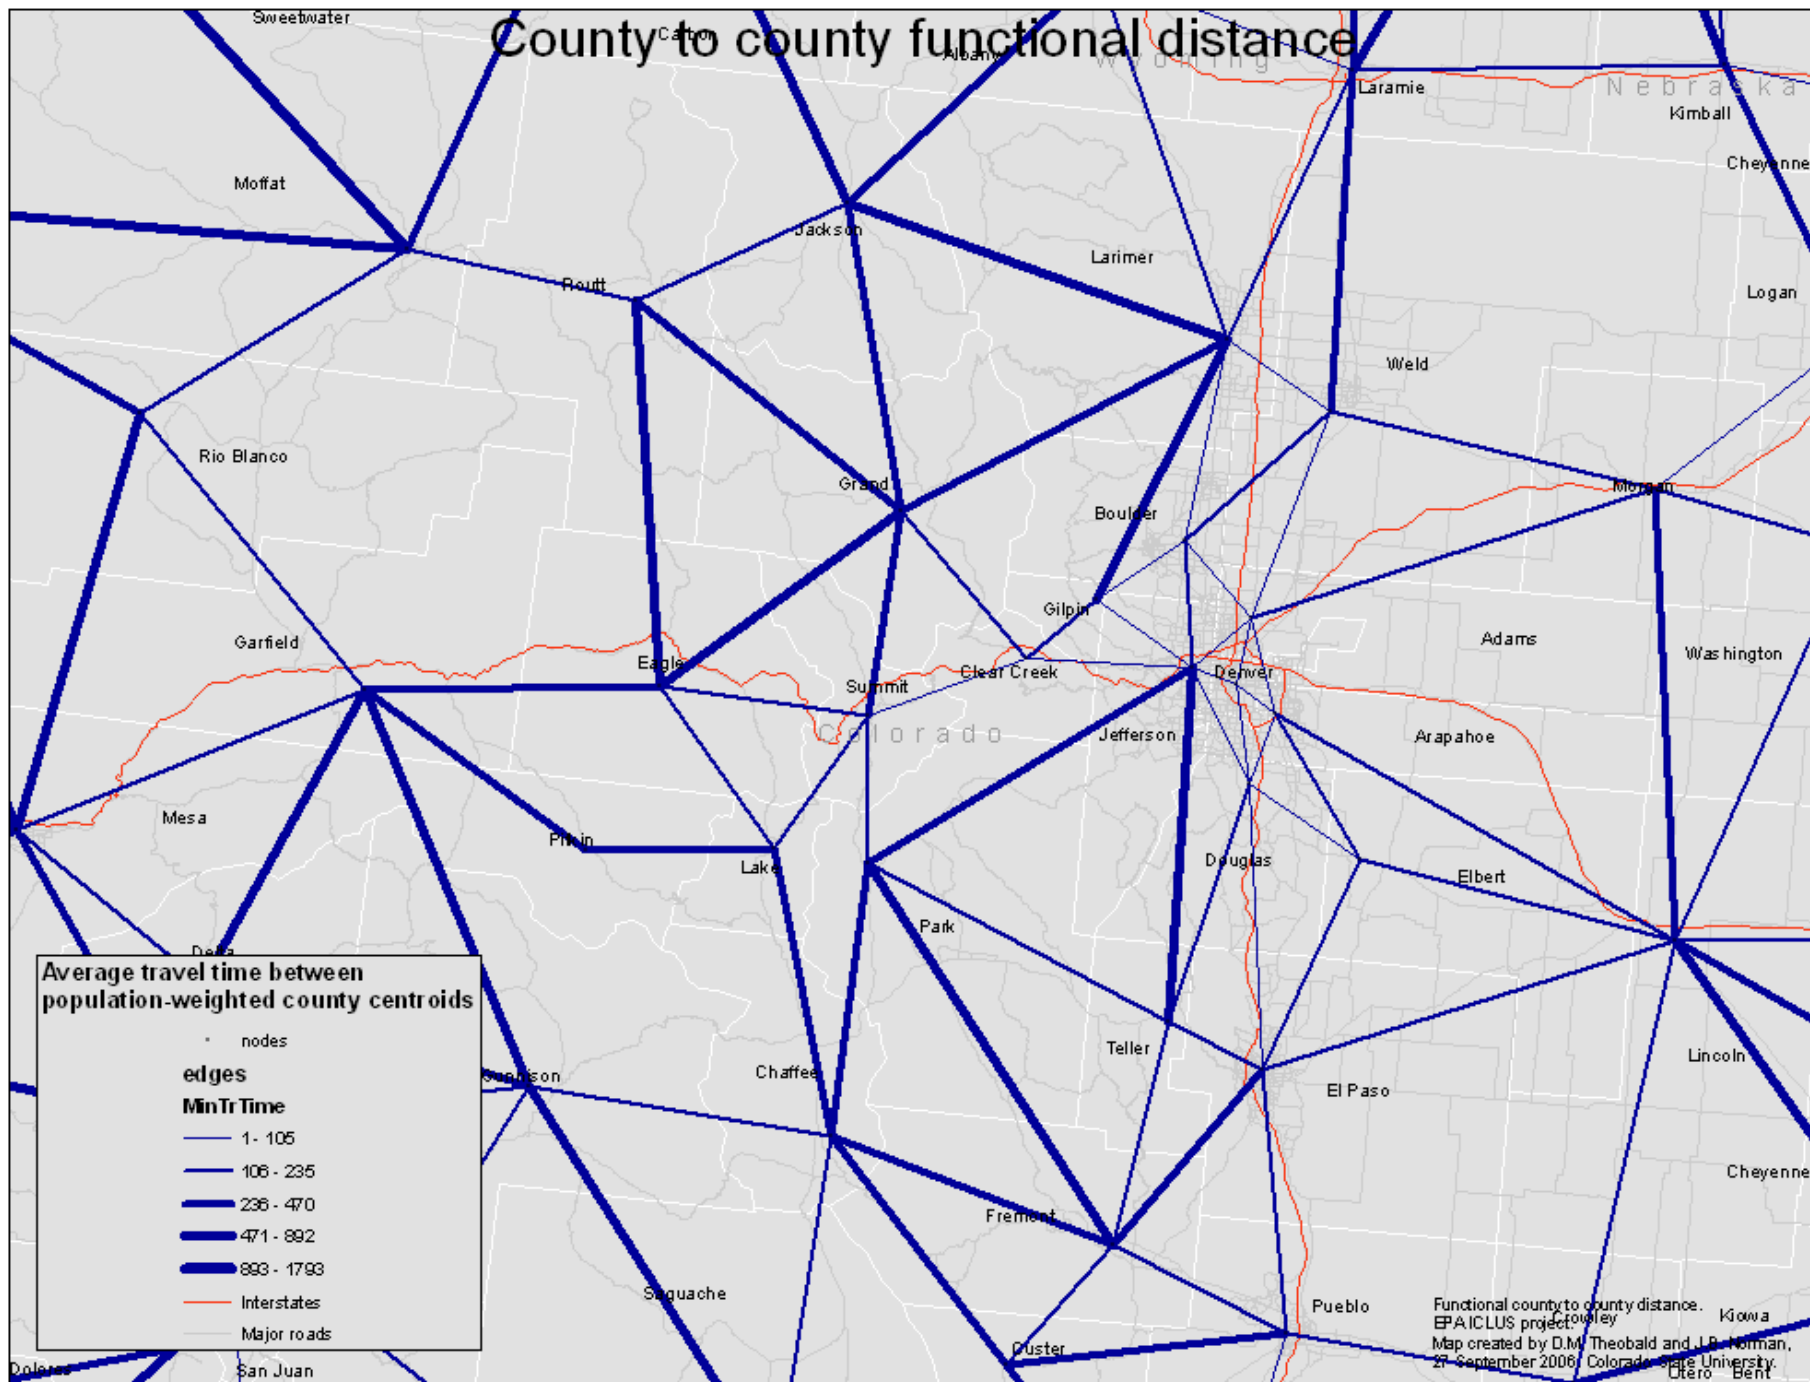 County to county functional distance
Sweetwater
Carbon
Albany
Wyoming
Laramie
Nebraska
Kimball
Cheyenne
Moffat
Jackson
Larimer
Routt
Logan
Weld
Rio Blanco
Grand
Boulder
Morgan
Gilpin
Garfield
Eagle
Clear Creek
Denver
Adams
Washington
Summit
Colorado
Jefferson
Arapahoe
Mesa
Pitkin
Lake
Douglas
Elbert
Park
Delta
Average travel time between
population-weighted county centroids
nodes
edges
MinTrTime
1 - 105
106 - 235
236 - 470
471 - 892
893 - 1793
Interstates
Major roads
Gunnison
Chaffee
Teller
El Paso
Lincoln
Cheyenne
Fremont
Saguache
Pueblo
Custer
Crowley
Kiowa
Functional county to county distance.
EPA ICLUS project.
Map created by D.M. Theobald and J.B. Norman,
27 September 2006, Colorado State University.
Dolores
San Juan
Otero
Bent